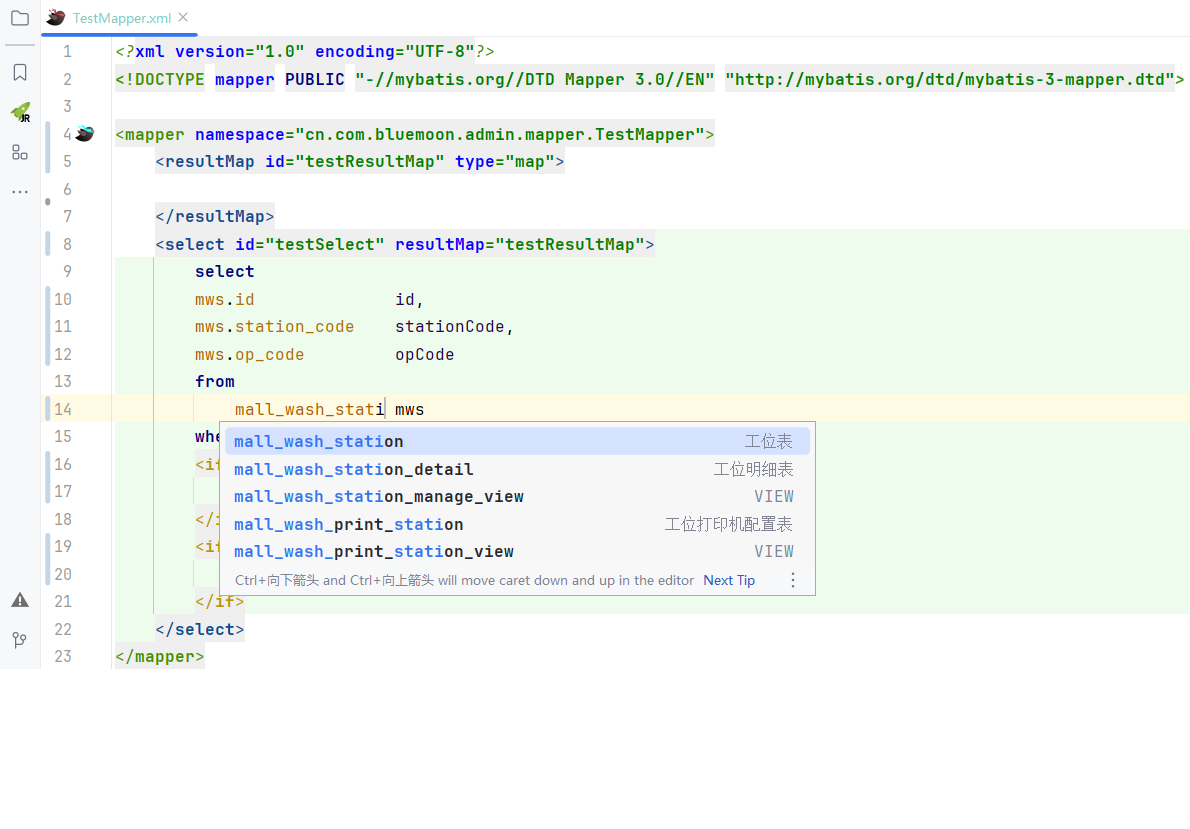 TestMapper.xml
JR
1 <?xml version="1.0" encoding="UTF-8"?>
2 <!DOCTYPE mapper PUBLIC "-//mybatis.org//DTD Mapper 3.0//EN" "http://mybatis.org/dtd/mybatis-3-mapper.dtd">
3
4 <mapper namespace="cn.com.bluemoon.admin.mapper.TestMapper">
5 <resultMap id="testResultMap" type="map">
6
7 </resultMap>
8 <select id="testSelect" resultMap="testResultMap">
9 select
10 mws.id id,
11 mws.station_code stationCode,
12 mws.op_code opCode
13 from
14 mall_wash_stati mws
15 whe
mall_wash_station 工位表
16 <if
mall_wash_station_detail 工位明细表
17
mall_wash_station_manage_view VIEW
18 </i
mall_wash_print_station 工位打印机配置表
19 <if
mall_wash_print_station_view VIEW
20
Ctrl+向下箭头 and Ctrl+向上箭头 will move caret down and up in the editor Next Tip
21 </if>
22 </select>
23 </mapper>